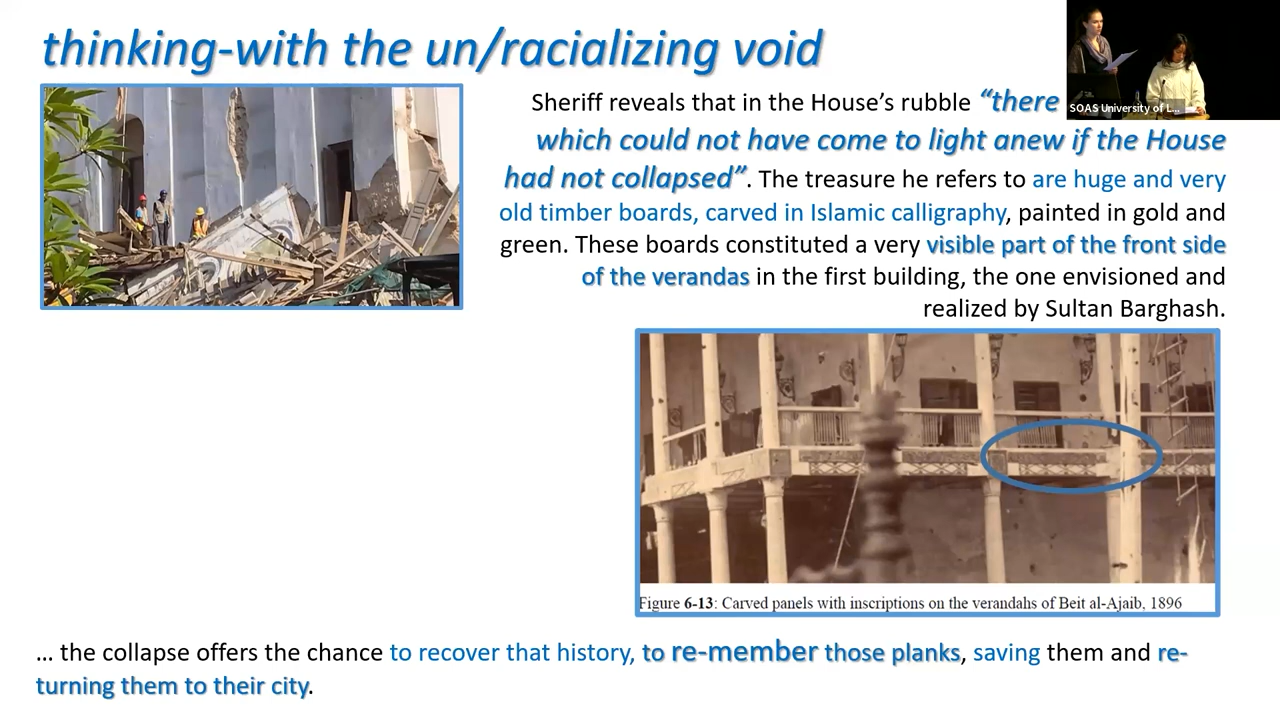 thinking-with the un/racializing void
SOAS University of L...
Sheriff reveals that in the House's rubble “there
which could not have come to light anew if the House
had not collapsed”. The treasure he refers to are huge and very
old timber boards, carved in Islamic calligraphy, painted in gold and
green. These boards constituted a very visible part of the front side
of the verandas in the first building, the one envisioned and
realized by Sultan Barghash.
Figure 6-13: Carved panels with inscriptions on the verandahs of Beit al-Ajaib, 1896
... the collapse offers the chance to recover that history, to re-member those planks, saving them and re-
turning them to their city.